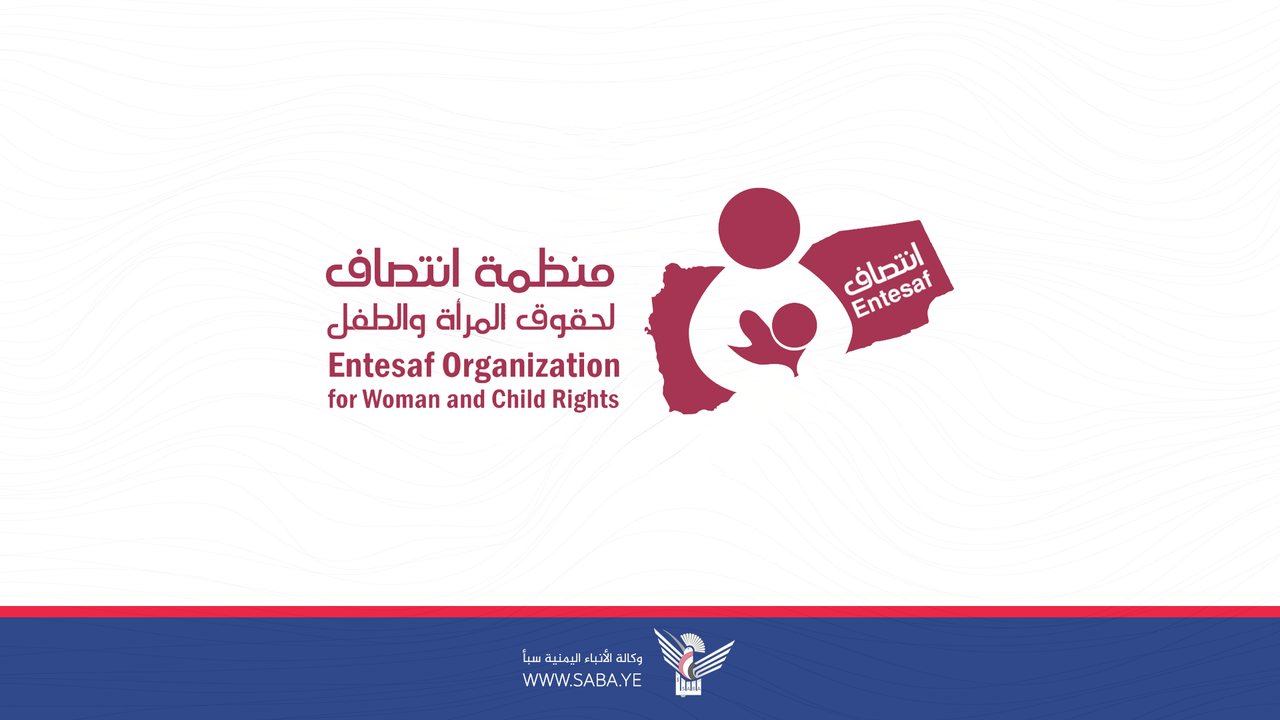 منظمة انتصاف
لحقوق المرأة والطفل
Entesaf Organization
for Woman and Child Rights
انتصاف
Entesaf
وكالة الأنباء اليمنية سبأ
WWW.SABA.YE